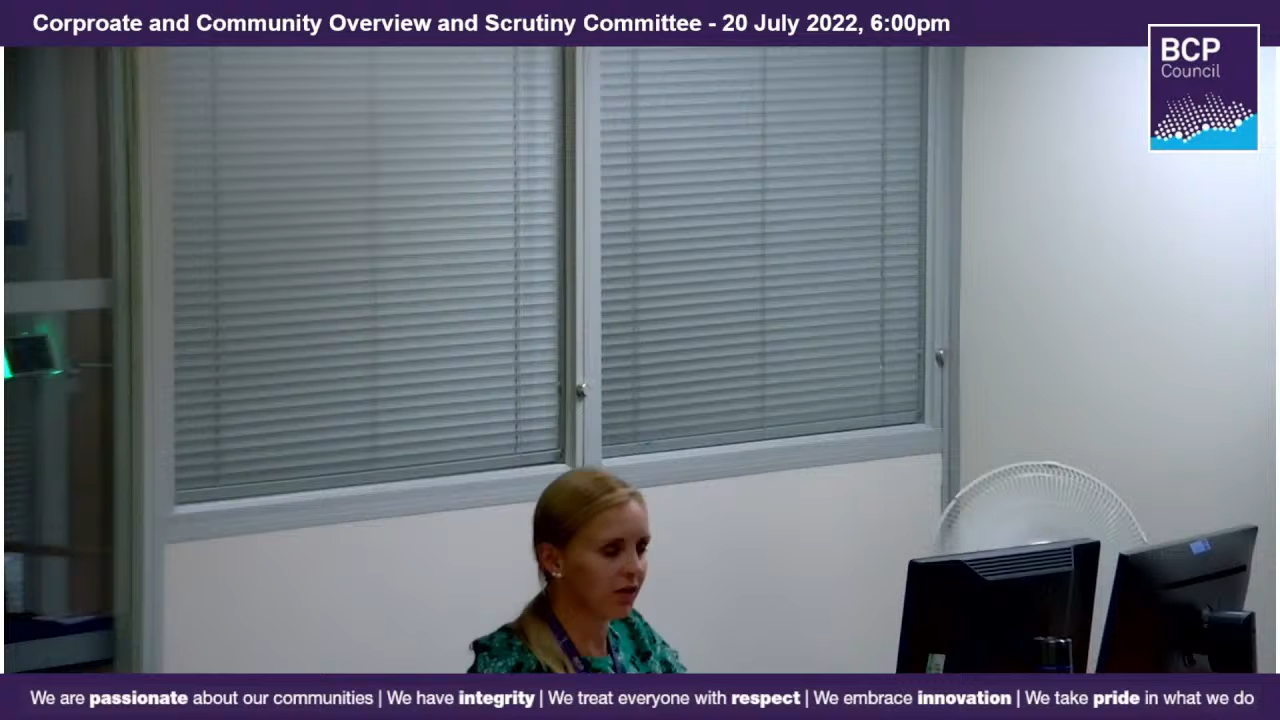 Corproate and Community Overview and Scrutiny Committee - 20 July 2022, 6:00pm
BCP
Council
We are passionate about our communities | We have integrity | We treat everyone with respect | We embrace innovation | We take pride in what we do